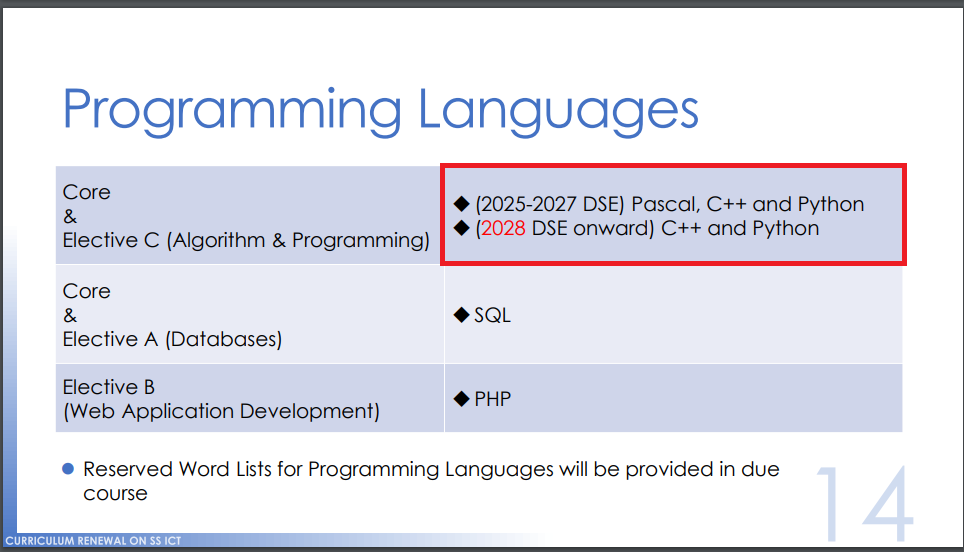 Programming Languages
Core
&
Elective C (Algorithm & Programming)
◆ (2025-2027 DSE) Pascal, C++ and Python
◆ (2028 DSE onward) C++ and Python
Core
&
Elective A (Databases)
◆ SQL
Elective B
(Web Application Development)
◆ PHP
● Reserved Word Lists for Programming Languages will be provided in due
course
14
CURRICULUM RENEWAL ON SS ICT